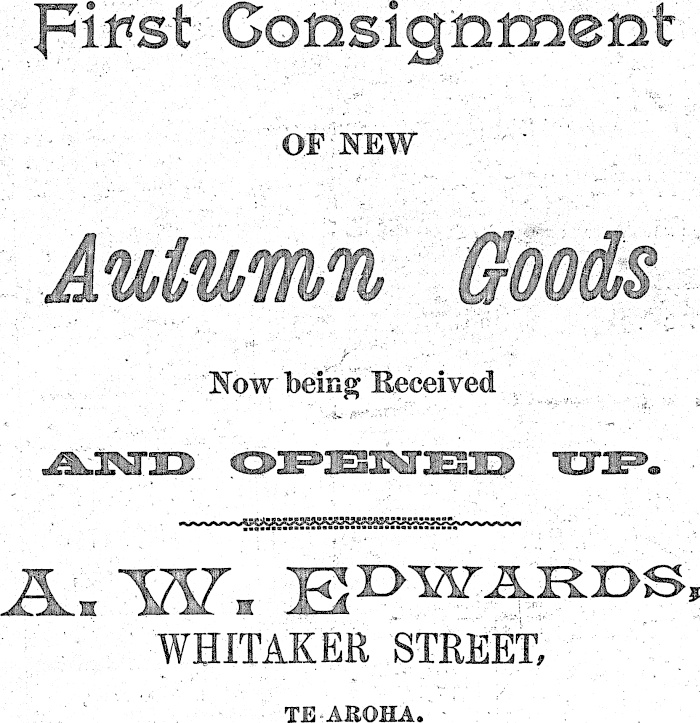 First Consignment
OF NEW
Autumn Goods
Now being Received
AND OPENED UP.
A. W. EDWARDS,
WHITAKER STREET,
TE AROHA.